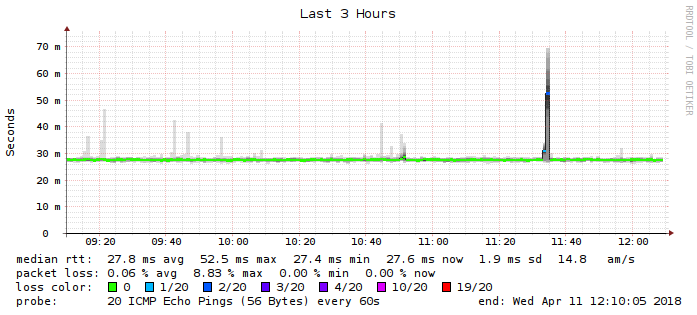 Last 3 Hours
RRDTOOL / TOBI OETIKER
Seconds
70 m
60 m
50 m
40 m
30 m
20 m
10 m
0
09:20 09:40 10:00 10:20 10:40 11:00 11:20 11:40 12:00
median rtt: 27.8 ms avg 52.5 ms max 27.4 ms min 27.6 ms now 1.9 ms sd 14.8 am/s
packet loss: 0.06 % avg 8.83 % max 0.00 % min 0.00 % now
loss color: 0 1/20 2/20 3/20 4/20 10/20 19/20
probe: 20 ICMP Echo Pings (56 Bytes) every 60s end: Wed Apr 11 12:10:05 2018